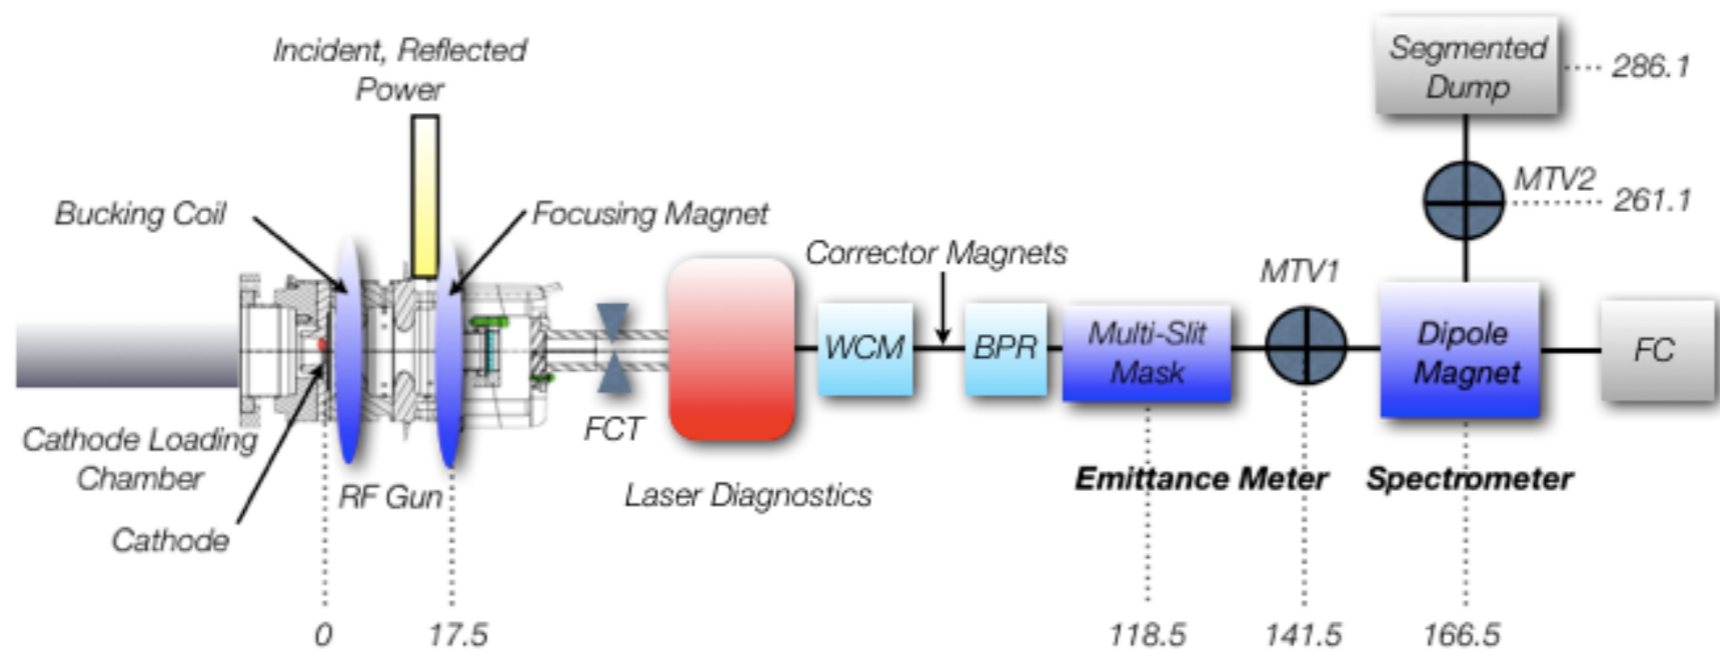 Incident, Reflected
Power
Segmented
Dump
286.1
MTV2
261.1
Bucking Coil
Focusing Magnet
Corrector Magnets
MTV1
WCM
BPR
Multi-Slit
Mask
Dipole
Magnet
FC
FCT
Cathode Loading
Chamber
RF Gun
Laser Diagnostics
Emittance Meter
Spectrometer
Cathode
0
17.5
118.5
141.5
166.5